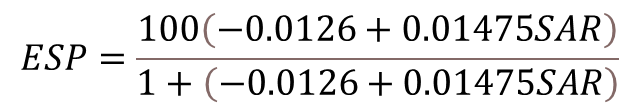 ESP = 100(−0.0126 + 0.01475SAR) / 1 + (−0.0126 + 0.01475SAR)